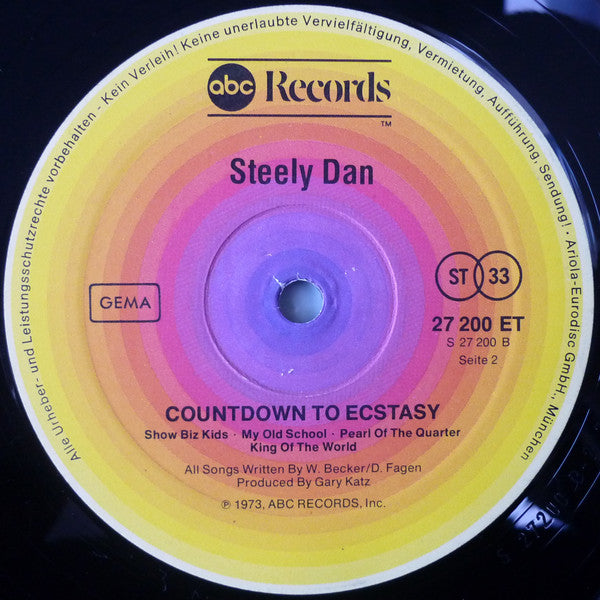 Alle Urheber- und Leistungsschutzrechte vorbehalten - Kein Verleih! Keine unerlaubte Vervielfältigung, Vermietung, Aufführung, Sendung! · Ariola-Eurodisc GmbH., München
abc Records
TM
Steely Dan
GEMA
ST 33
27 200 ET
S 27 200 B
Seite 2
COUNTDOWN TO ECSTASY
Show Biz Kids · My Old School · Pearl Of The Quarter
King Of The World
All Songs Written By W. Becker/D. Fagen
Produced By Gary Katz
℗ 1973, ABC RECORDS, Inc.
S 27200 B